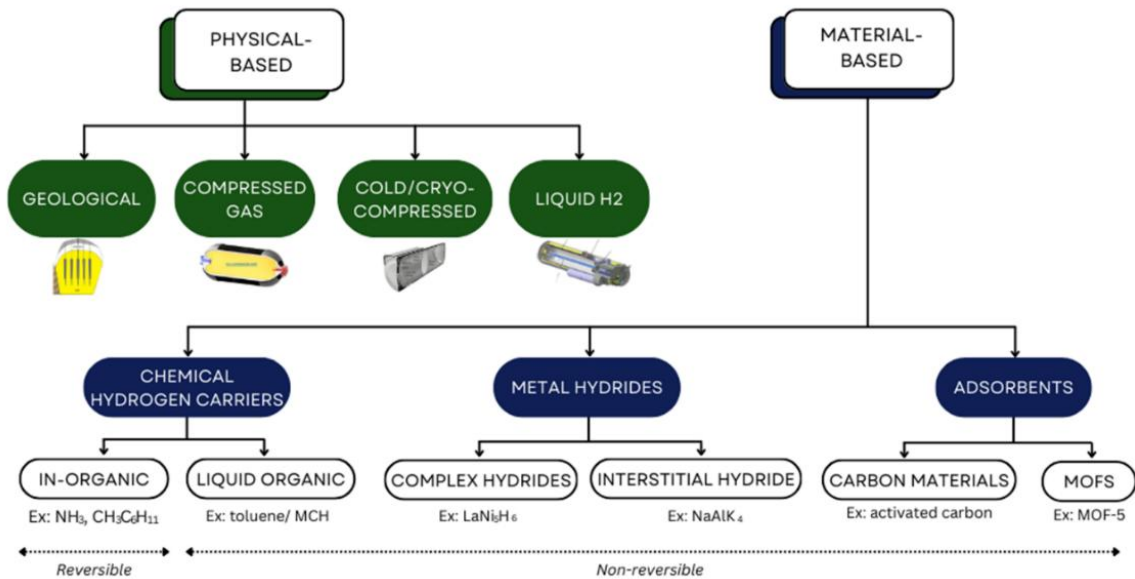 PHYSICAL-
BASED
MATERIAL-
BASED
GEOLOGICAL
COMPRESSED
GAS
COLD/CRYO-
COMPRESSED
LIQUID H2
CHEMICAL
HYDROGEN CARRIERS
METAL HYDRIDES
ADSORBENTS
IN-ORGANIC
LIQUID ORGANIC
COMPLEX HYDRIDES
INTERSTITIAL HYDRIDE
CARBON MATERIALS
MOFS
Ex: NH₃, CH₃C₆H₁₁
Ex: toluene/ MCH
Ex: LaNi₅H₆
Ex: NaAlK₄
Ex: activated carbon
Ex: MOF-5
Reversible
Non-reversible